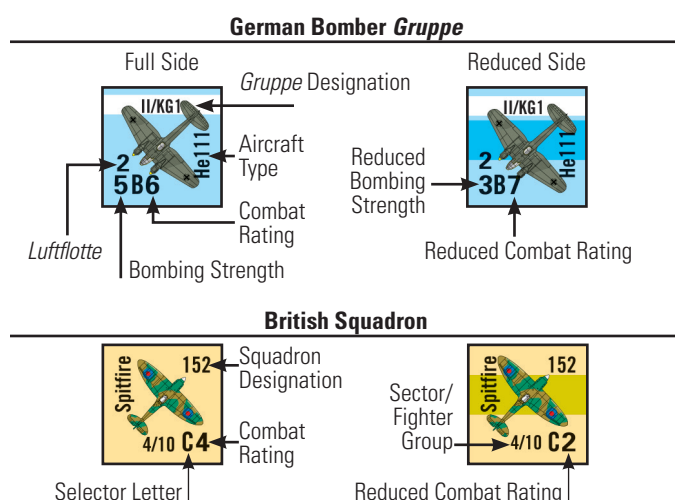 German Bomber Gruppe
Full Side
Reduced Side
Gruppe Designation
II/KG1
He111
2
5 B 6
Aircraft
Type
Combat
Rating
Luftflotte
Bombing Strength
II/KG1
He111
2
3B7
Reduced
Bombing
Strength
Reduced Combat Rating
British Squadron
Spitfire
152
4/10 C4
Squadron
Designation
Combat
Rating
Selector Letter
Spitfire
152
4/10 C2
Sector/
Fighter
Group
Reduced Combat Rating